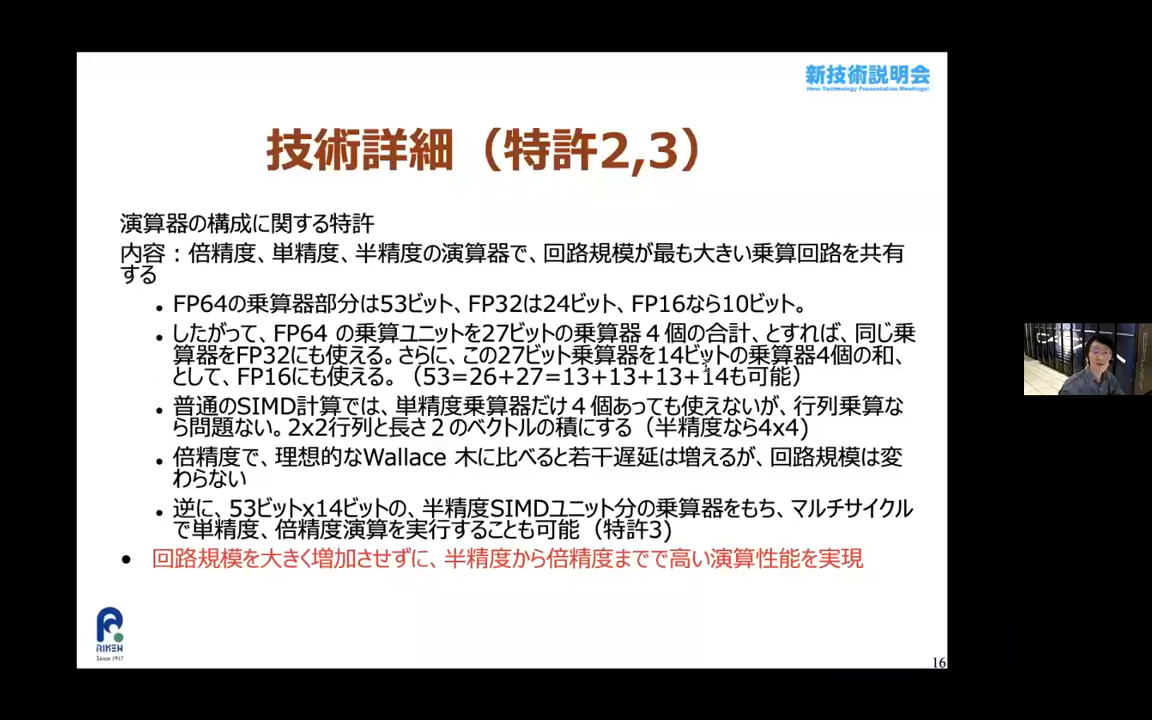 新技術説明会
New Technology Presentation Meetings!
技術詳細（特許2,3）
演算器の構成に関する特許
内容：倍精度、単精度、半精度の演算器で、回路規模が最も大きい乗算回路を共有
する
• FP64の乗算器部分は53ビット、FP32は24ビット、FP16なら10ビット。
• したがって、FP64 の乗算ユニットを27ビットの乗算器４個の合計、とすれば、同じ乗
算器をFP32にも使える。さらに、この27ビット乗算器を14ビットの乗算器4個の和、
として、FP16にも使える。（53=26+27=13+13+13+14も可能）
• 普通のSIMD計算では、単精度乗算器だけ４個あっても使えないが、行列乗算な
ら問題ない。2x2行列と長さ２のベクトルの積にする（半精度なら4x4)
• 倍精度で、理想的なWallace 木に比べると若干遅延は増えるが、回路規模は変
わらない
• 逆に、53ビットx14ビットの、半精度SIMDユニット分の乗算器をもち、マルチサイクル
で単精度、倍精度演算を実行することも可能（特許3)
• 回路規模を大きく増加させずに、半精度から倍精度までで高い演算性能を実現
RIKEN
Since 1917
16